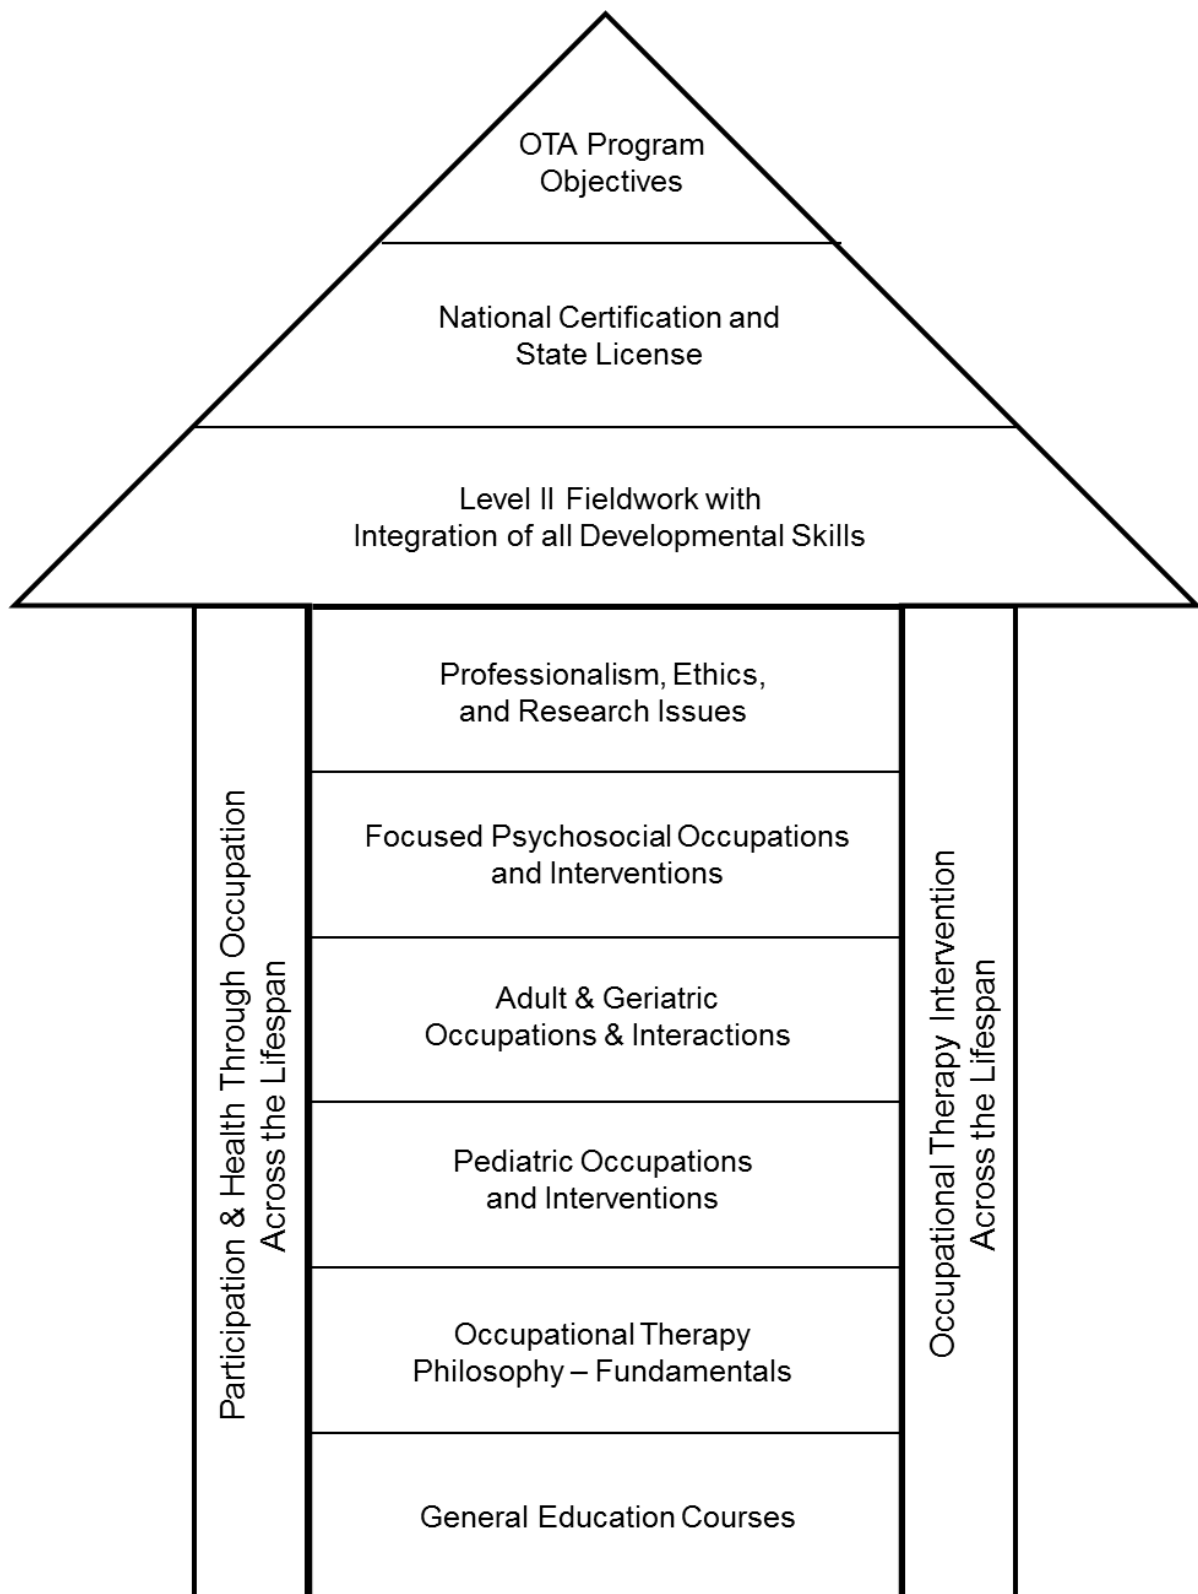 OTA Program
Objectives
National Certification and
State License
Level II Fieldwork with
Integration of all Developmental Skills
Professionalism, Ethics,
and Research Issues
Focused Psychosocial Occupations
and Interventions
Adult & Geriatric
Occupations & Interactions
Pediatric Occupations
and Interventions
Occupational Therapy
Philosophy – Fundamentals
General Education Courses
Participation & Health Through Occupation
Across the Lifespan
Occupational Therapy Intervention
Across the Lifespan